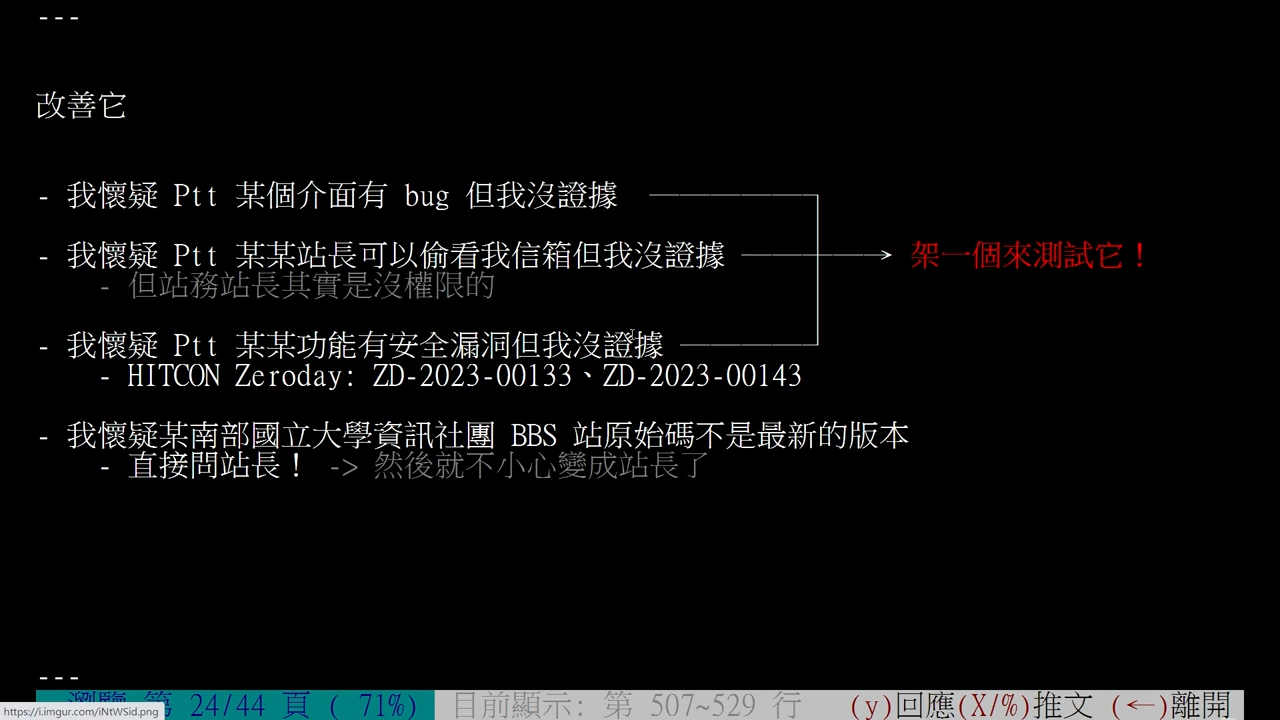 ---
改善它
- 我懷疑 Ptt 某個介面有 bug 但我沒證據
- 我懷疑 Ptt 某某站長可以偷看我信箱但我沒證據
架一個來測試它！
- 但站務站長其實是沒權限的
- 我懷疑 Ptt 某某功能有安全漏洞但我沒證據
- HITCON Zeroday: ZD-2023-00133、ZD-2023-00143
- 我懷疑某南部國立大學資訊社團 BBS 站原始碼不是最新的版本
- 直接問站長！ -> 然後就不小心變成站長了
---
瀏覽 第 24/44 頁 ( 71%) 目前顯示: 第 507~529 行 (y)回應(X/%)推文 (←)離開
https://i.imgur.com/iNtWSid.png